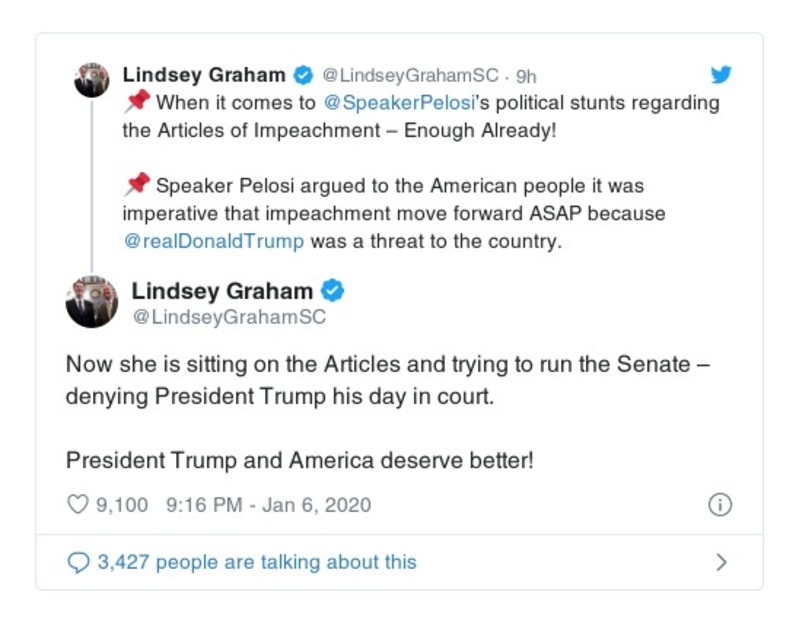 Lindsey Graham @LindseyGrahamSC · 9h
📌 When it comes to @SpeakerPelosi's political stunts regarding
the Articles of Impeachment – Enough Already!
📌 Speaker Pelosi argued to the American people it was
imperative that impeachment move forward ASAP because
@realDonaldTrump was a threat to the country.
Lindsey Graham
@LindseyGrahamSC
Now she is sitting on the Articles and trying to run the Senate –
denying President Trump his day in court.
President Trump and America deserve better!
9,100 9:16 PM - Jan 6, 2020
3,427 people are talking about this